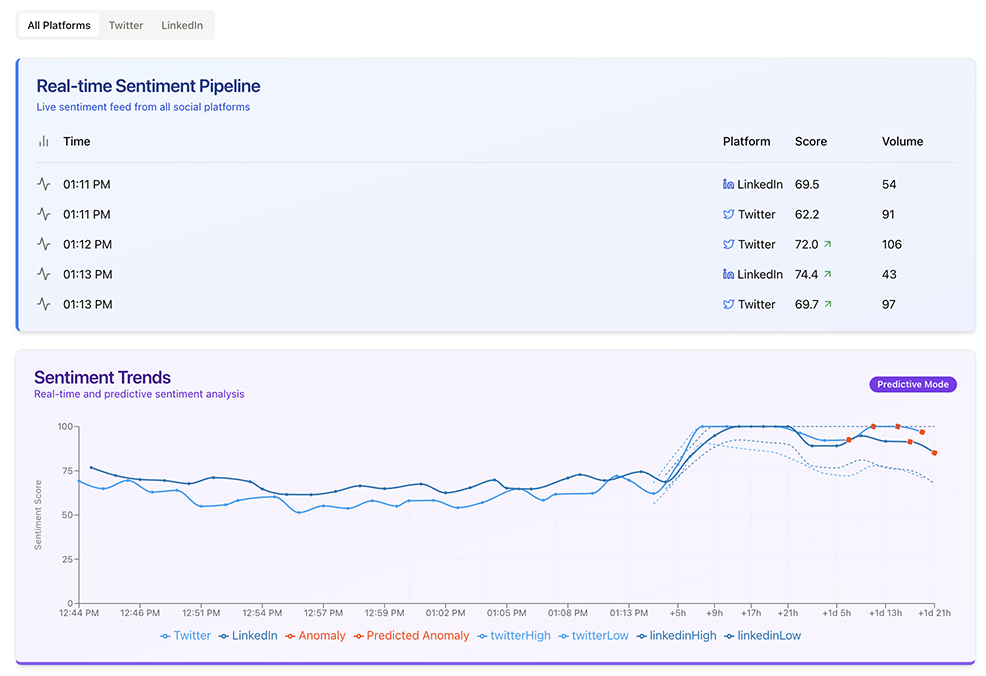 All Platforms Twitter LinkedIn
Real-time Sentiment Pipeline
Live sentiment feed from all social platforms
Time Platform Score Volume
01:11 PM LinkedIn 69.5 54
01:11 PM Twitter 62.2 91
01:12 PM Twitter 72.0 106
01:13 PM LinkedIn 74.4 43
01:13 PM Twitter 69.7 97
Sentiment Trends
Real-time and predictive sentiment analysis
Predictive Mode
Sentiment Score
100
75
50
25
0
12:44 PM 12:46 PM 12:51 PM 12:54 PM 12:57 PM 12:59 PM 01:02 PM 01:05 PM 01:08 PM 01:13 PM +5h +9h +17h +21h +1d 5h +1d 13h +1d 21h
Twitter LinkedIn Anomaly Predicted Anomaly twitterHigh twitterLow linkedinHigh linkedinLow